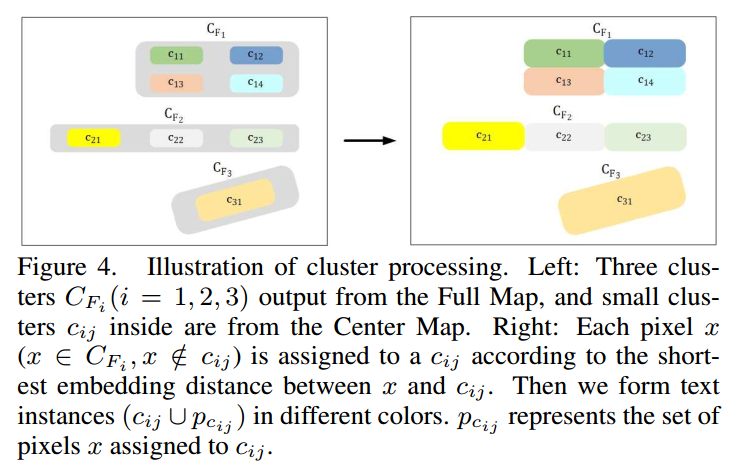 C_{F_1} C_{F_1}
c_{11} c_{12} c_{11} c_{12}
c_{13} c_{14} c_{13} c_{14}
C_{F_2} C_{F_2}
c_{21} c_{22} c_{23} c_{21} c_{22} c_{23}
C_{F_3} C_{F_3}
c_{31} c_{31}
Figure 4. Illustration of cluster processing. Left: Three clus-
ters C_{F_i}(i = 1, 2, 3) output from the Full Map, and small clus-
ters c_{ij} inside are from the Center Map. Right: Each pixel x
(x ∈ C_{F_i}, x ∉ c_{ij}) is assigned to a c_{ij} according to the short-
est embedding distance between x and c_{ij}. Then we form text
instances (c_{ij} ∪ p_{c_{ij}}) in different colors. p_{c_{ij}} represents the set of
pixels x assigned to c_{ij}.